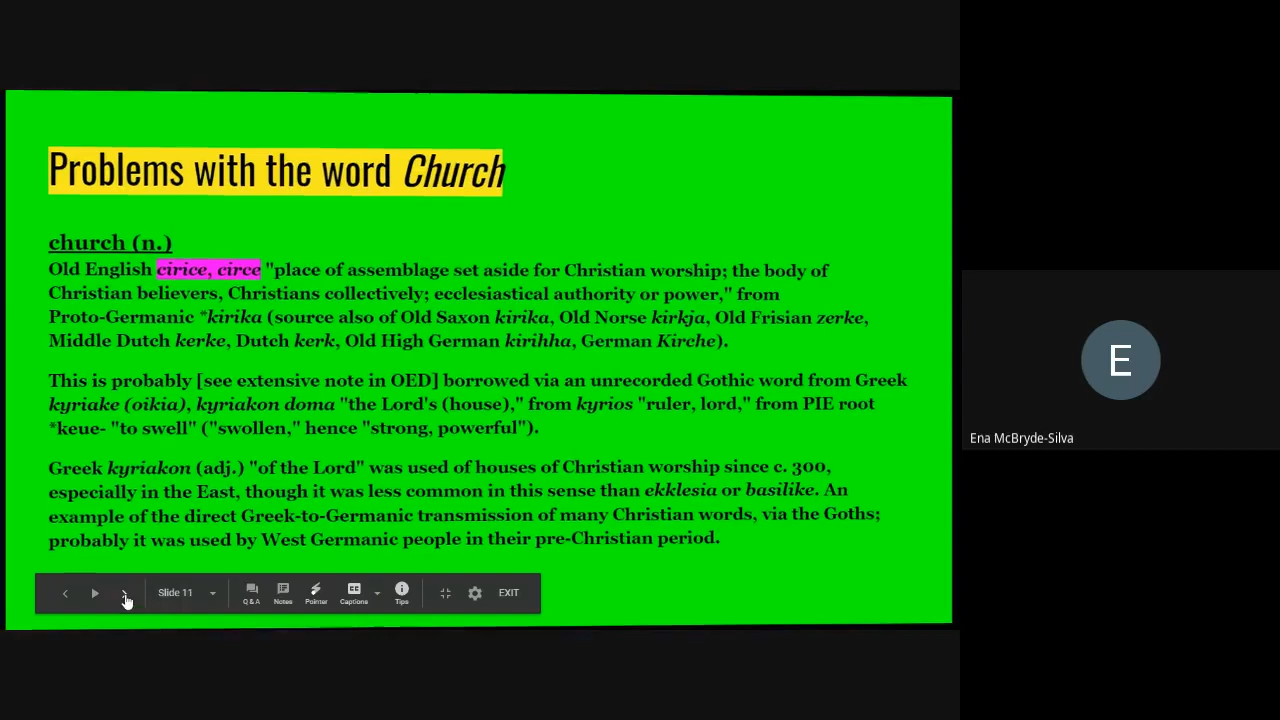 Problems with the word Church
church (n.)
Old English cirice, circe "place of assemblage set aside for Christian worship; the body of
Christian believers, Christians collectively; ecclesiastical authority or power," from
Proto-Germanic *kirika (source also of Old Saxon kirika, Old Norse kirkja, Old Frisian zerke,
Middle Dutch kerke, Dutch kerk, Old High German kirihha, German Kirche).
This is probably [see extensive note in OED] borrowed via an unrecorded Gothic word from Greek
kyriake (oikia), kyriakon doma "the Lord's (house)," from kyrios "ruler, lord," from PIE root
*keue- "to swell" ("swollen," hence "strong, powerful").
Greek kyriakon (adj.) "of the Lord" was used of houses of Christian worship since c. 300,
especially in the East, though it was less common in this sense than ekklesia or basilike. An
example of the direct Greek-to-Germanic transmission of many Christian words, via the Goths;
probably it was used by West Germanic people in their pre-Christian period.
Slide 11 Q&A Notes Pointer CC Captions Tips EXIT
E
Ena McBryde-Silva